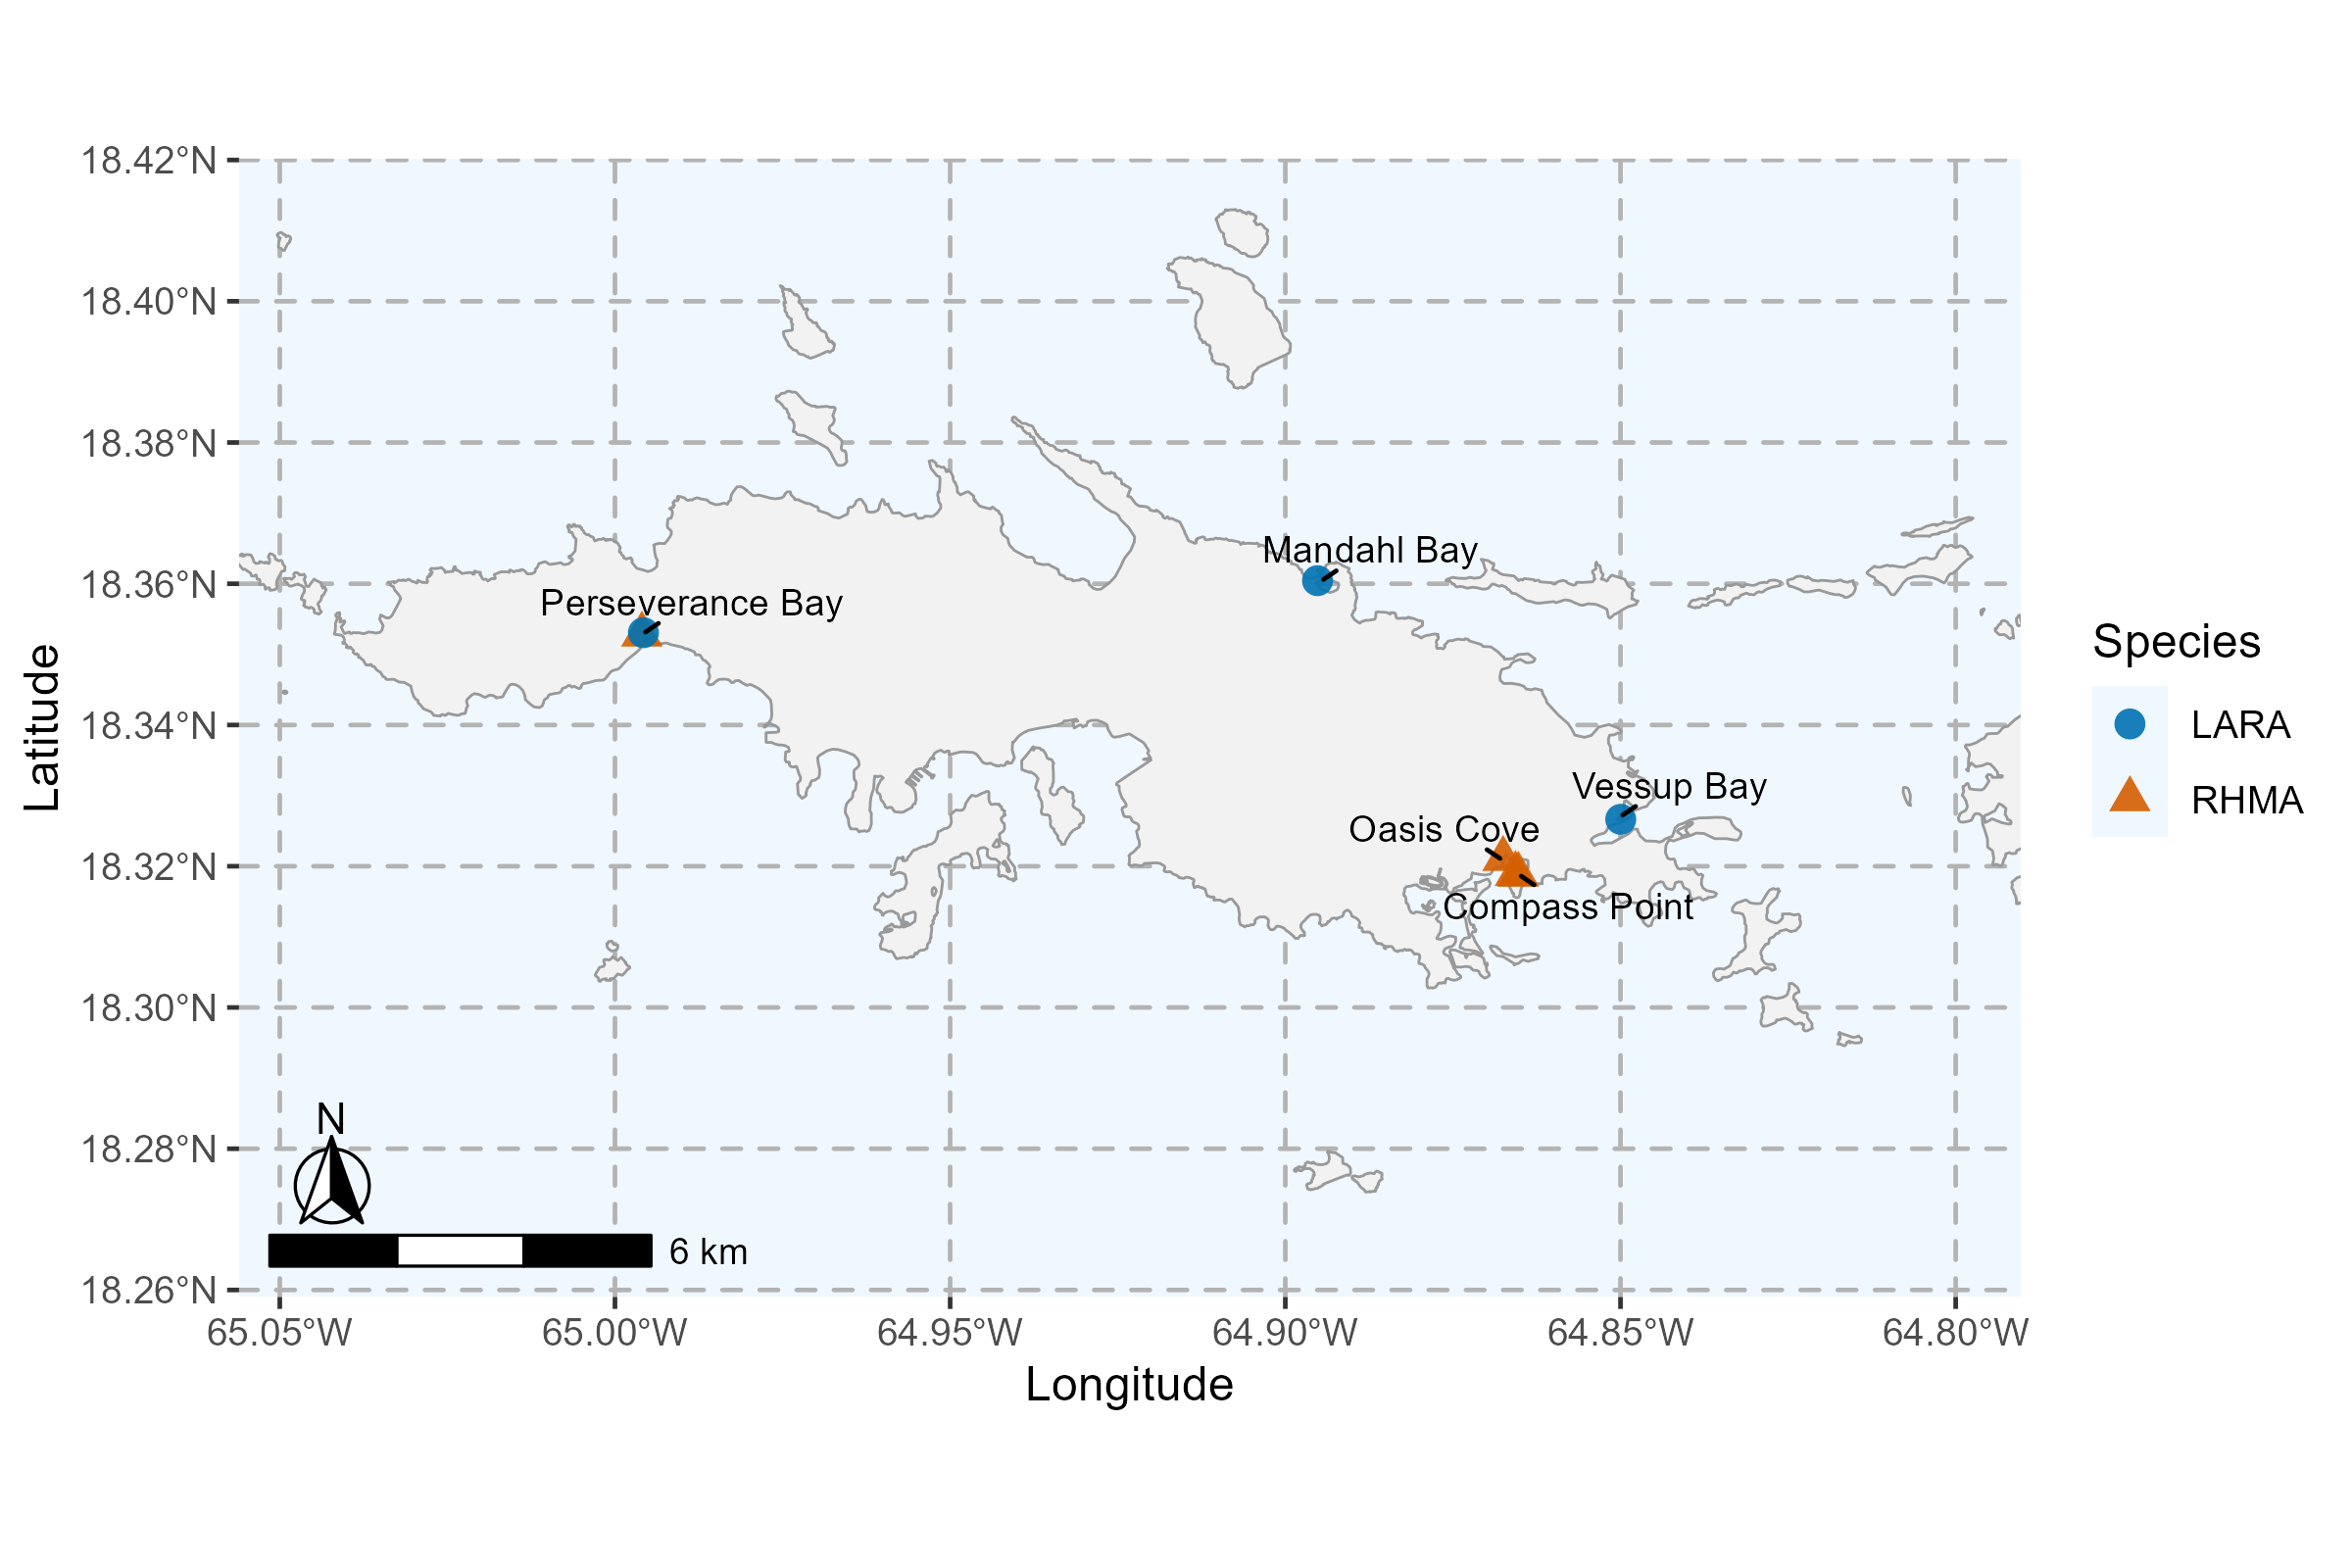 18.42°N
18.40°N
18.38°N
18.36°N
18.34°N
18.32°N
18.30°N
18.28°N
18.26°N
Latitude
Mandahl Bay
Perseverance Bay
Vessup Bay
Oasis Cove
Compass Point
N
6 km
65.05°W
65.00°W
64.95°W
64.90°W
64.85°W
64.80°W
Longitude
Species
LARA
RHMA